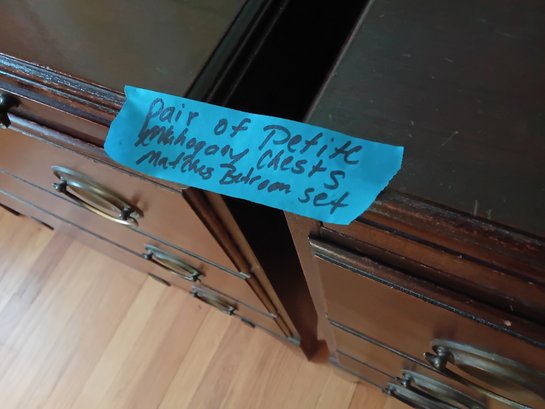 Pair of Petite
Mahogany Chests
Matches Bedroom set